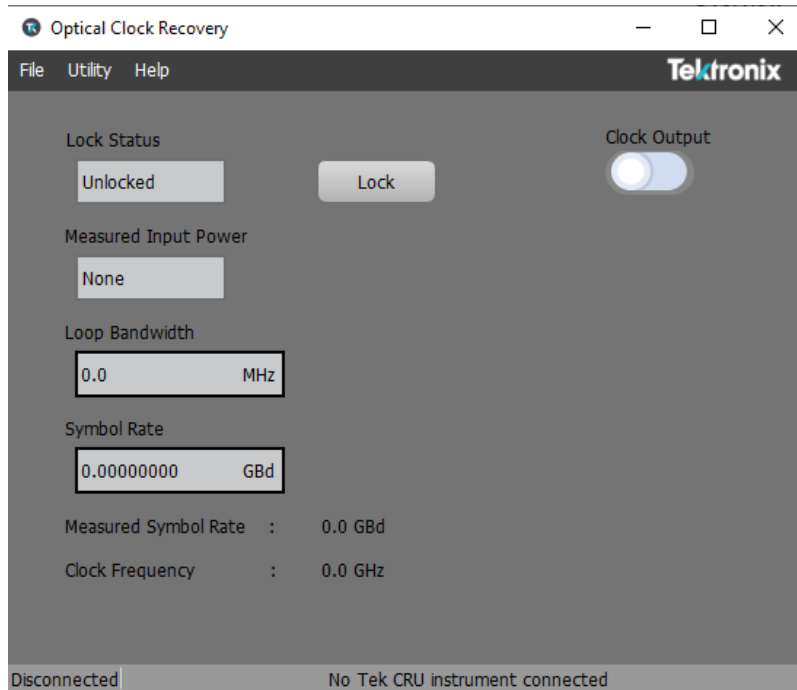 Optical Clock Recovery
File Utility Help Tektronix
Lock Status
Clock Output
Unlocked
Lock
Measured Input Power
None
Loop Bandwidth
0.0 MHz
Symbol Rate
0.00000000 GBd
Measured Symbol Rate : 0.0 GBd
Clock Frequency : 0.0 GHz
Disconnected No Tek CRU instrument connected